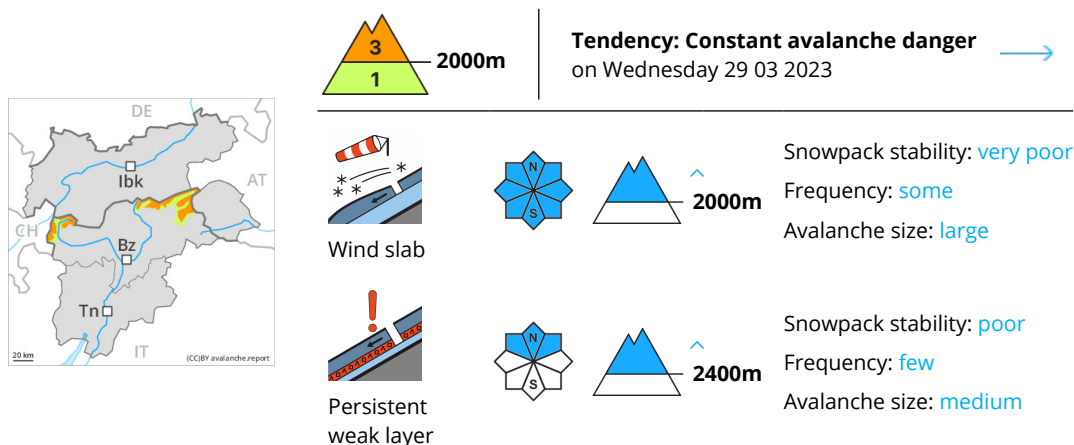 3
1
2000m
Tendency: Constant avalanche danger
on Wednesday 29 03 2023
DE
AT
CH
IT
Ibk
Bz
Tn
20 km
(CC)BY avalanche.report
Wind slab
N
S
2000m
Snowpack stability: very poor
Frequency: some
Avalanche size: large
Persistent
weak layer
N
S
2400m
Snowpack stability: poor
Frequency: few
Avalanche size: medium